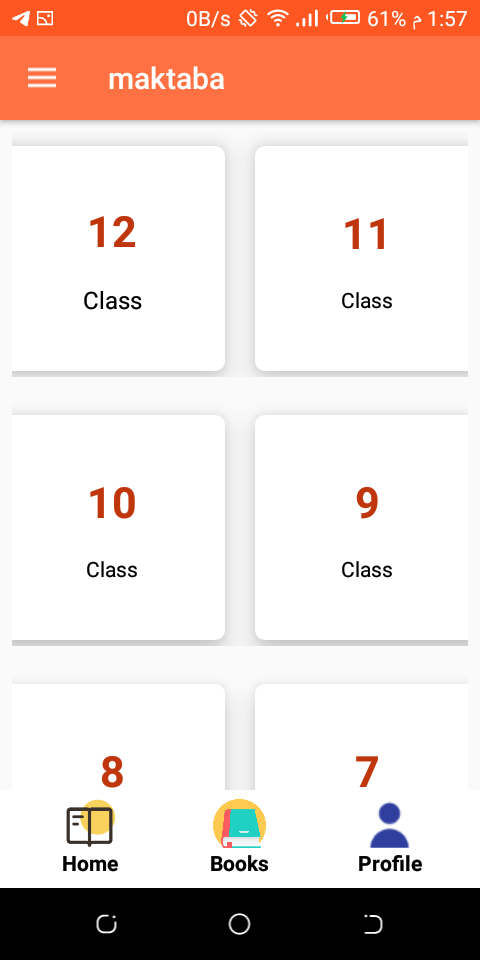 0B/s 61% م 1:57
maktaba
12 11
Class Class
10 9
Class Class
8 7
Home Books Profile